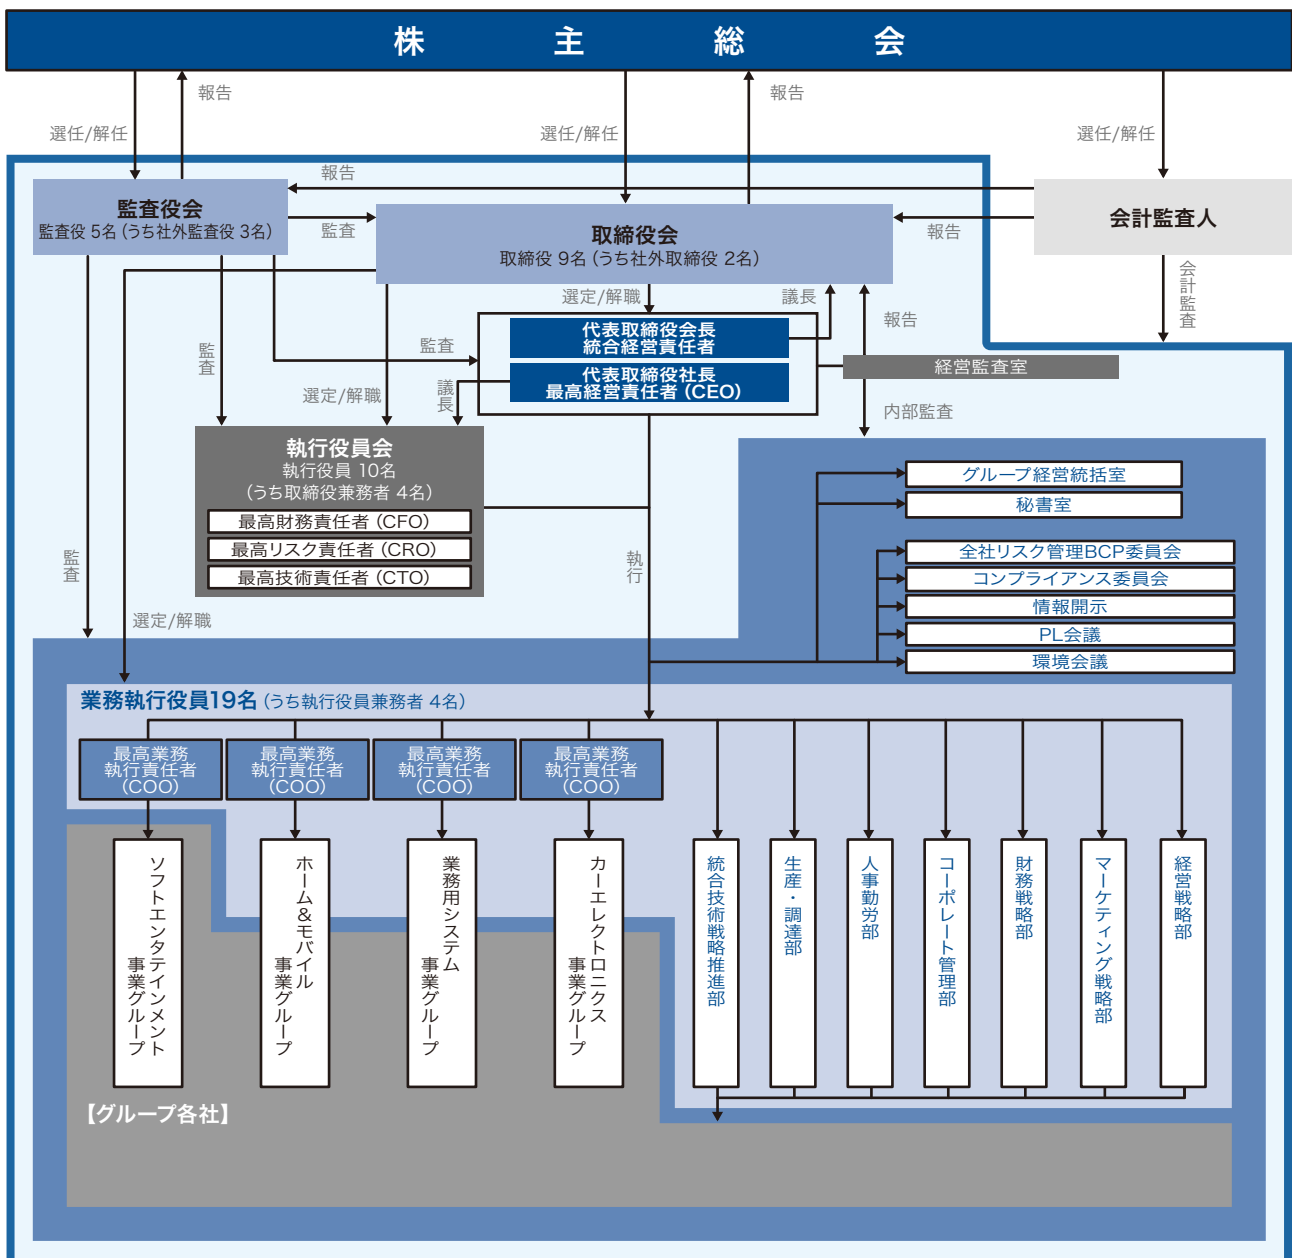 株主総会
報告
報告
選任/解任
選任/解任
選任/解任
報告
監査役会
監査役 5名 (うち社外監査役 3名)
監査
取締役会
取締役 9名 (うち社外取締役 2名)
報告
会計監査人
会計監査
選定/解職
議長
報告
代表取締役会長
統合経営責任者
代表取締役社長
最高経営責任者 (CEO)
監査
監査
経営監査室
選定/解職
議長
内部監査
執行役員会
執行役員 10名
(うち取締役兼務者 4名)
最高財務責任者 (CFO)
最高リスク責任者 (CRO)
最高技術責任者 (CTO)
監査
執行
選定/解職
グループ経営統括室
秘書室
全社リスク管理BCP委員会
コンプライアンス委員会
情報開示
PL会議
環境会議
業務執行役員19名 (うち執行役員兼務者 4名)
最高業務
執行責任者
(COO)
最高業務
執行責任者
(COO)
最高業務
執行責任者
(COO)
最高業務
執行責任者
(COO)
ソフトエンタテインメント
事業グループ
ホーム&モバイル
事業グループ
業務用システム
事業グループ
カーエレクトロニクス
事業グループ
統合技術戦略推進部
生産・調達部
人事勤労部
コーポレート管理部
財務戦略部
マーケティング戦略部
経営戦略部
【グループ各社】